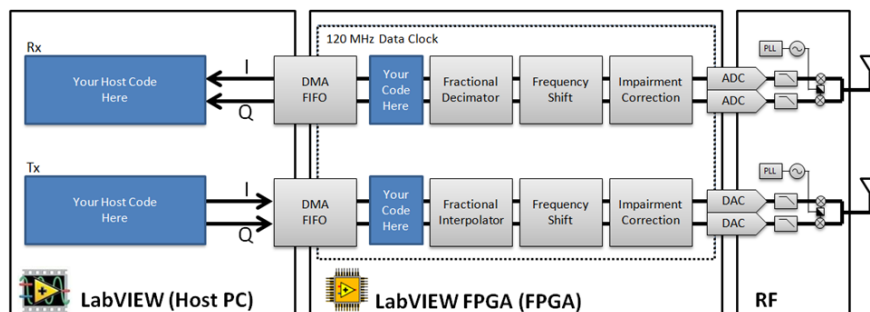 120 MHz Data Clock
Rx
Your Host Code
Here
I
Q
DMA
FIFO
Your
Code
Here
Fractional
Decimator
Frequency
Shift
Impairment
Correction
ADC
ADC
PLL
Tx
Your Host Code
Here
I
Q
DMA
FIFO
Your
Code
Here
Fractional
Interpolator
Frequency
Shift
Impairment
Correction
DAC
DAC
PLL
LabVIEW (Host PC)
LabVIEW FPGA (FPGA)
RF